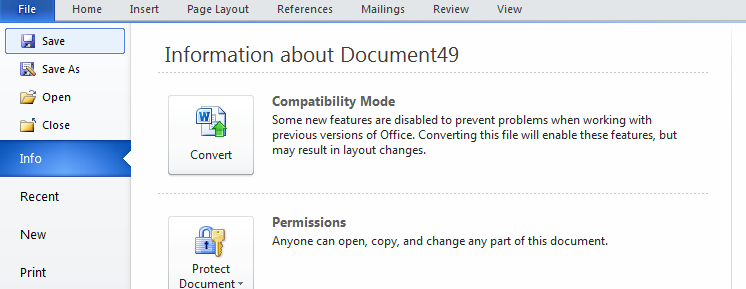 File Home Insert Page Layout References Mailings Review View
Save
Save As
Open
Close
Info
Recent
New
Print
Information about Document49
Convert
Compatibility Mode
Some new features are disabled to prevent problems when working with
previous versions of Office. Converting this file will enable these features, but
may result in layout changes.
Protect
Document
Permissions
Anyone can open, copy, and change any part of this document.